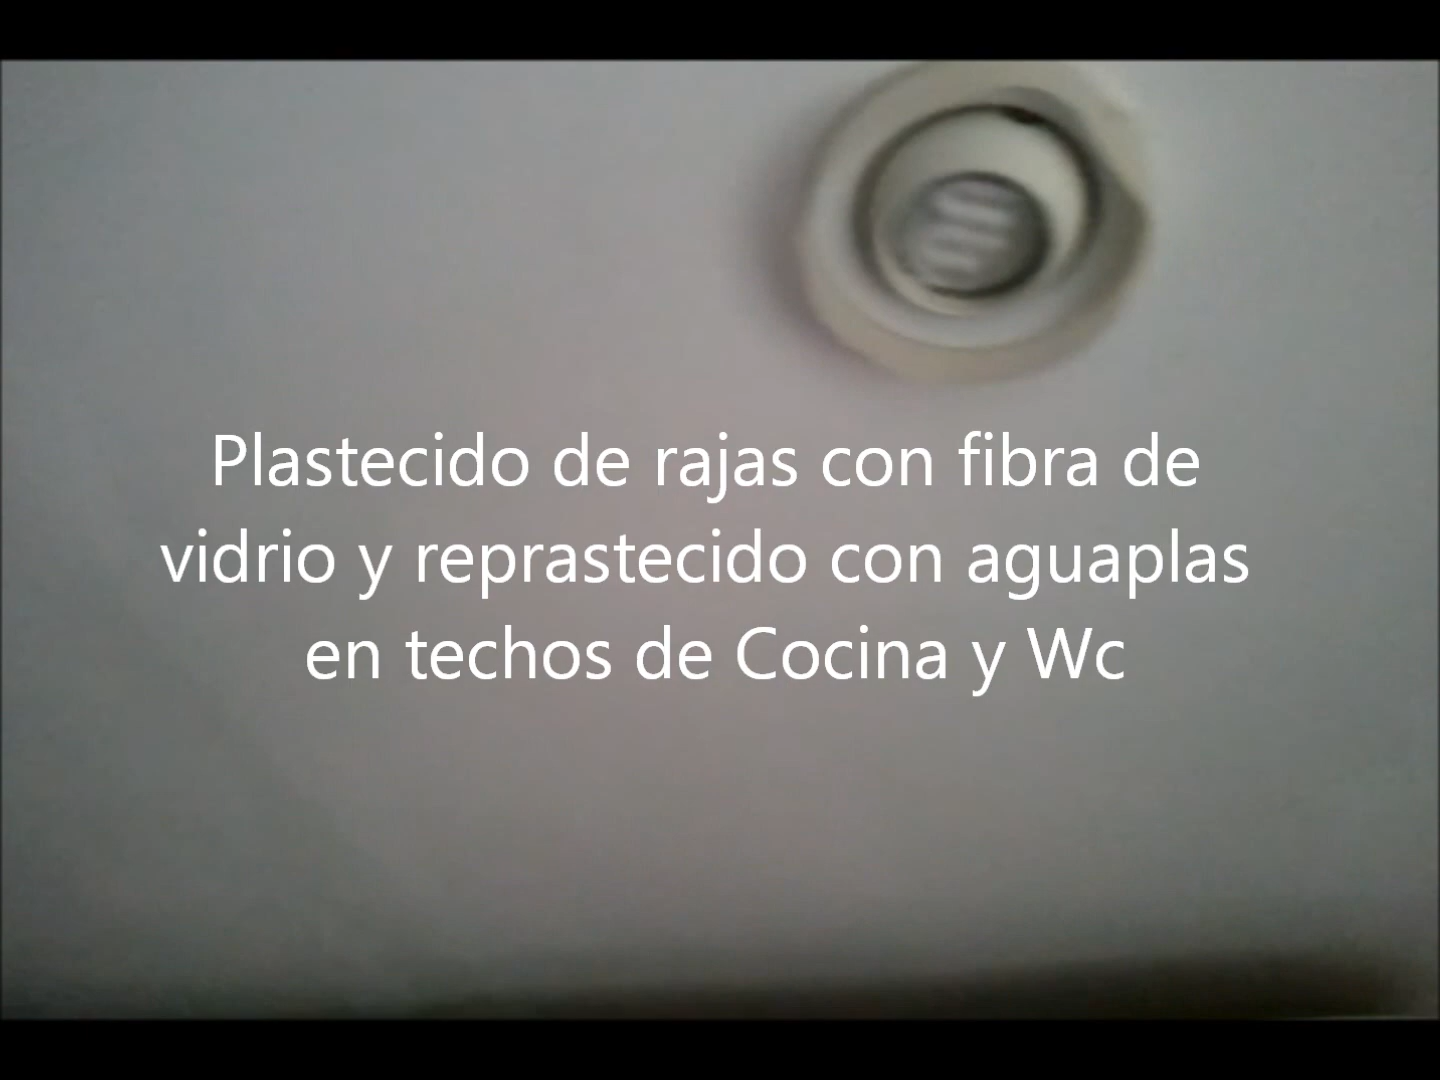 Plastecido de rajas con fibra de
vidrio y reprastecido con aguaplas
en techos de Cocina y Wc